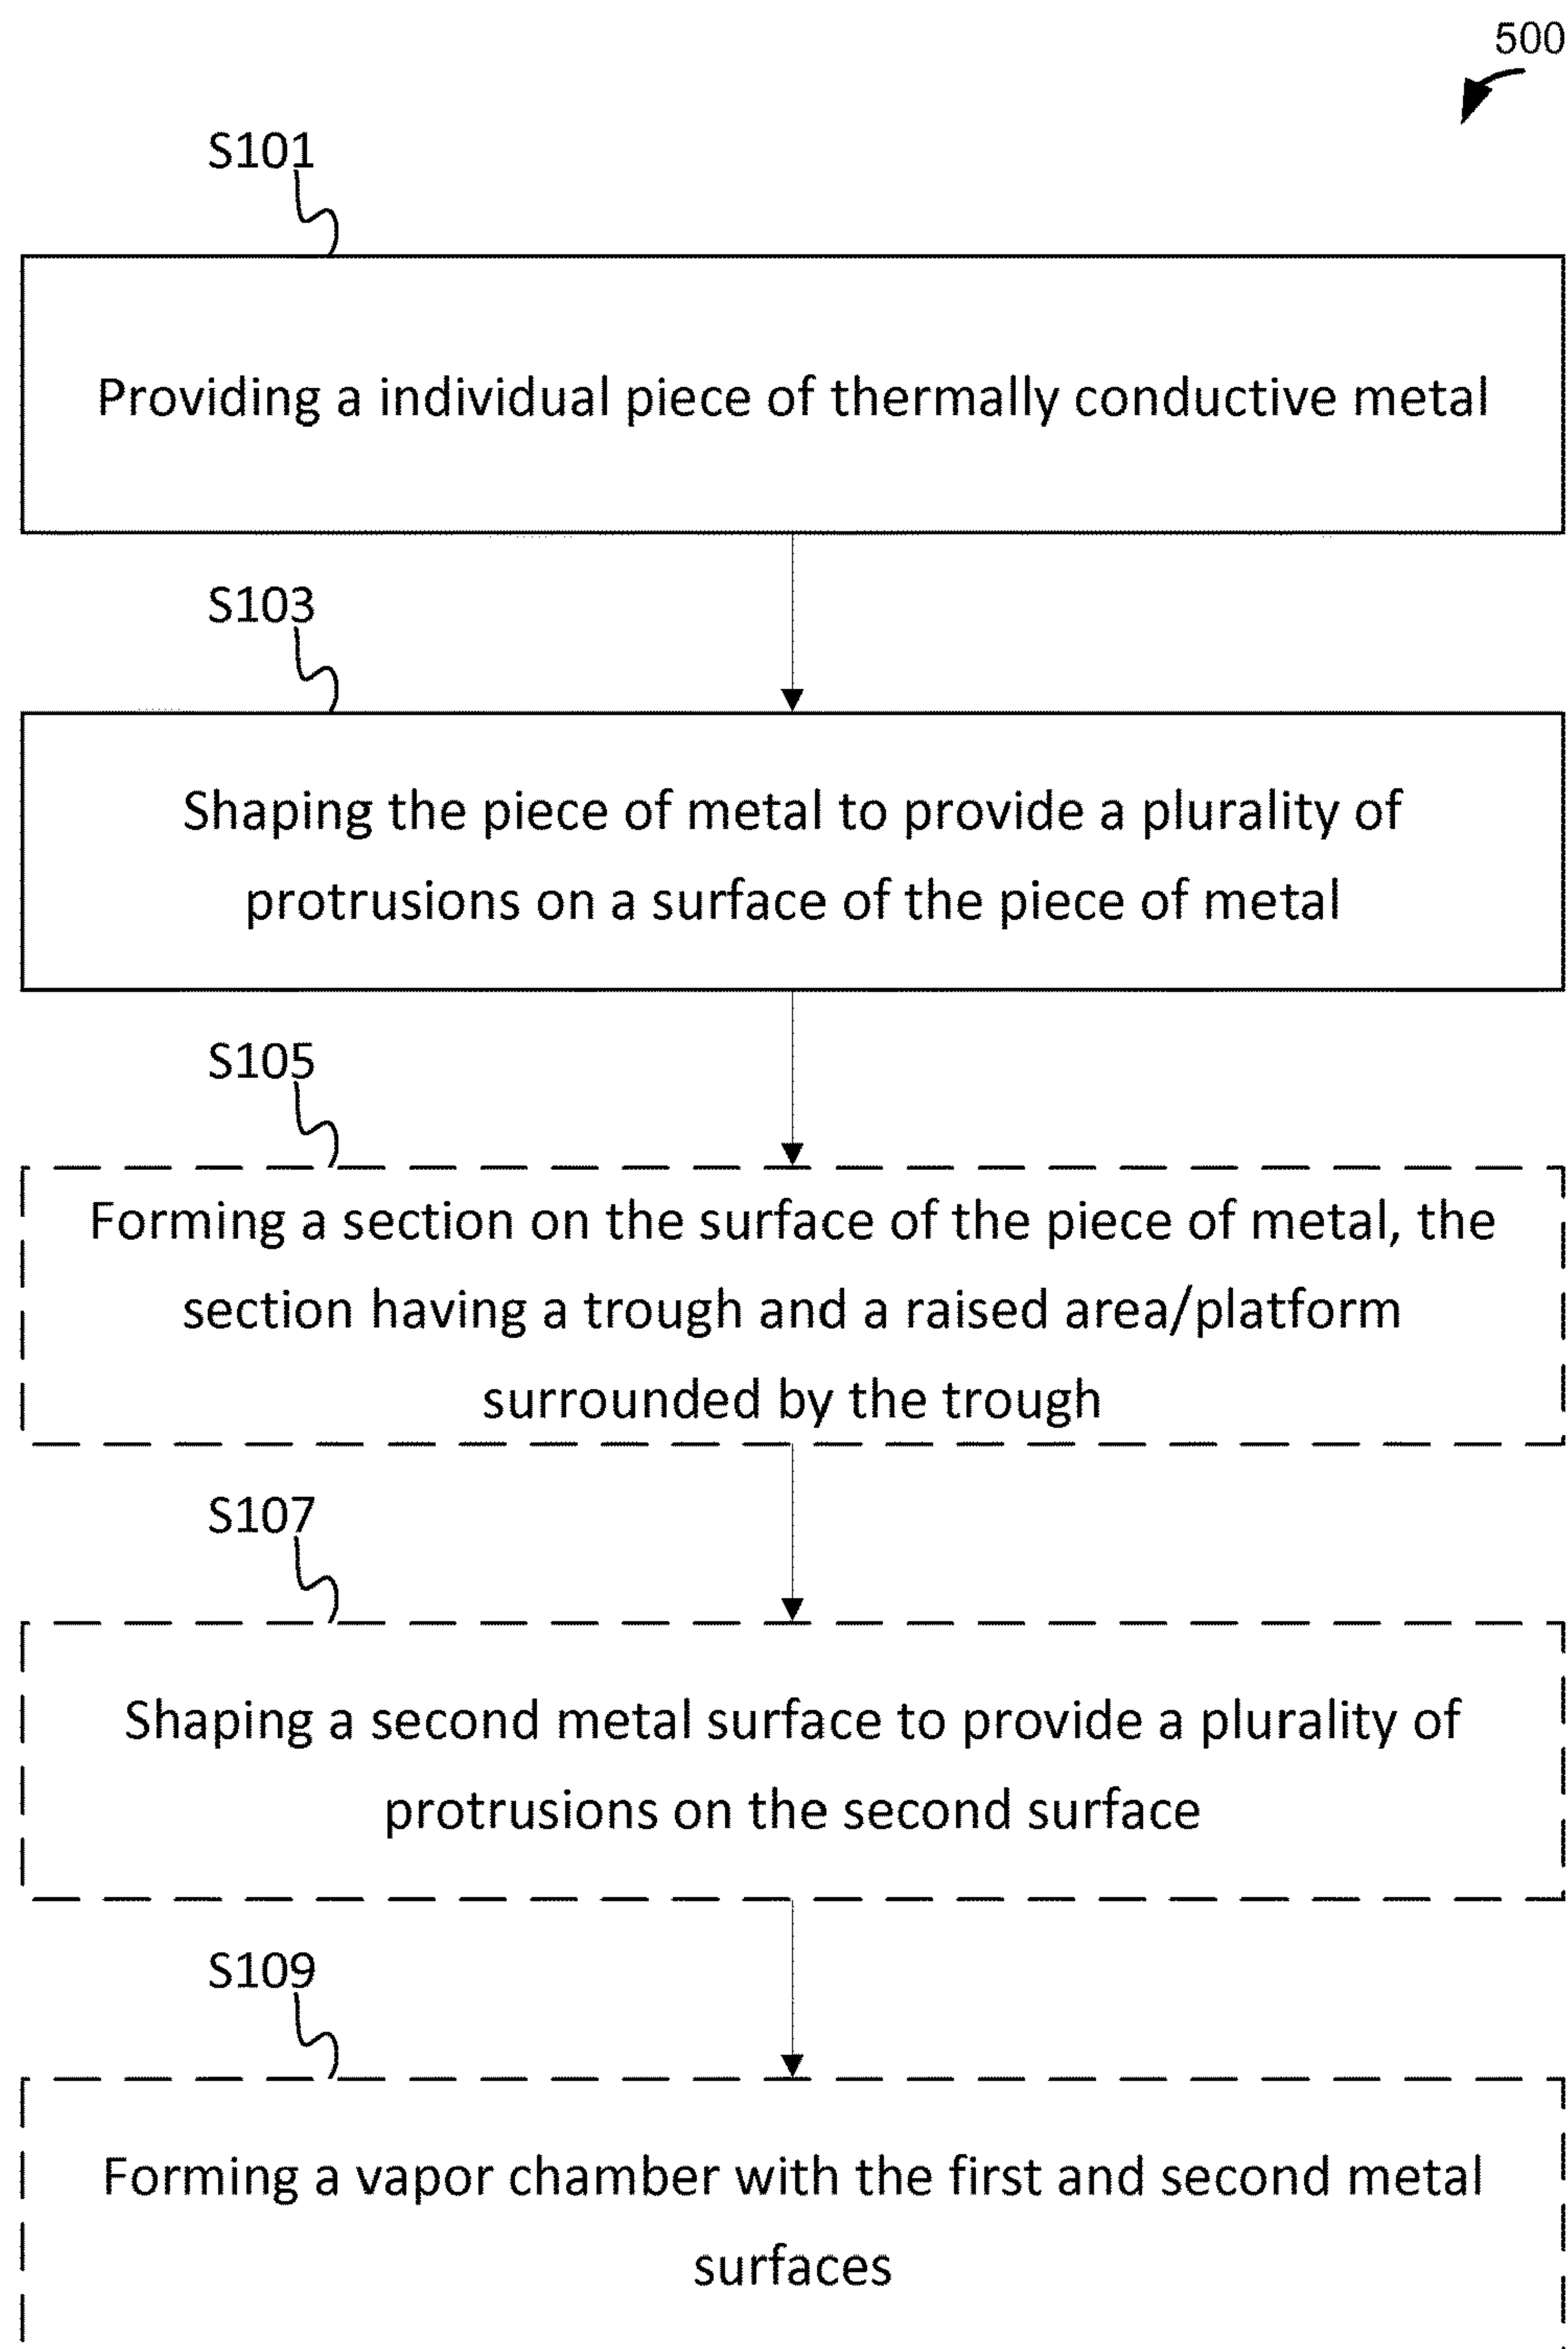 500
S101
Providing a individual piece of thermally conductive metal
S103
Shaping the piece of metal to provide a plurality of
protrusions on a surface of the piece of metal
S105
Forming a section on the surface of the piece of metal, the
section having a trough and a raised area/platform
surrounded by the trough
S107
Shaping a second metal surface to provide a plurality of
protrusions on the second surface
S109
Forming a vapor chamber with the first and second metal
surfaces